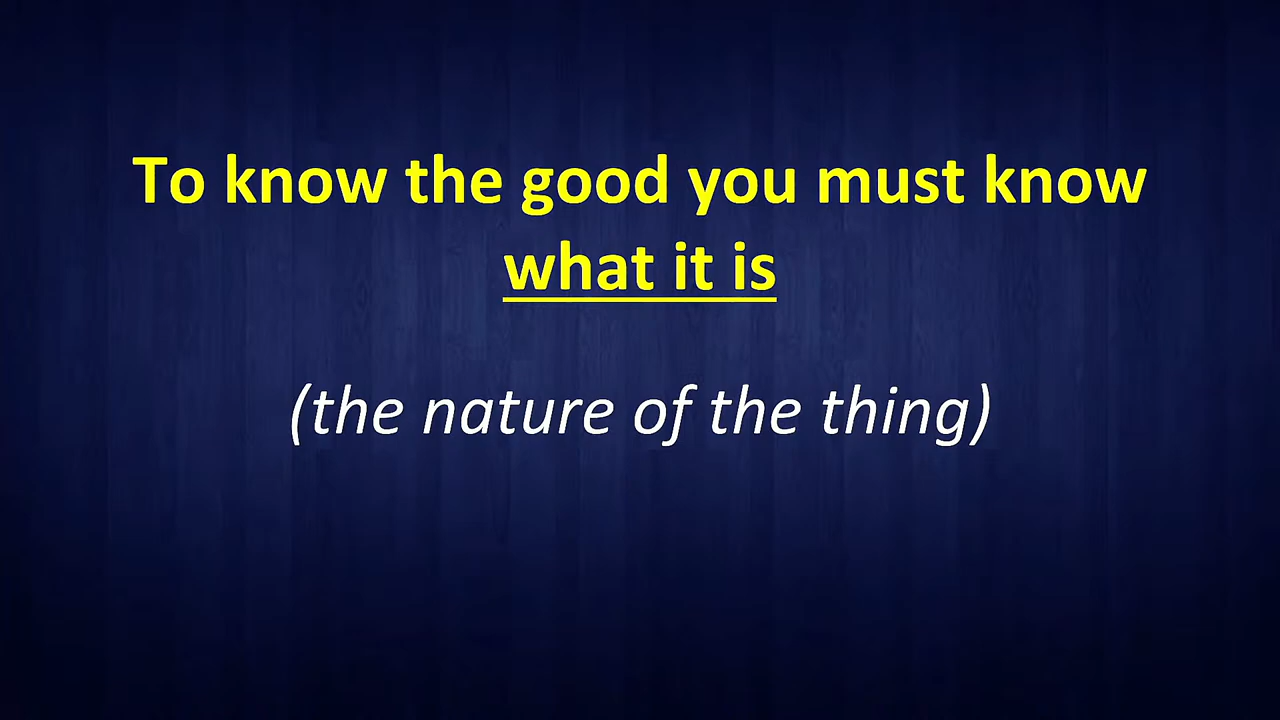 To know the good you must know
what it is
(the nature of the thing)